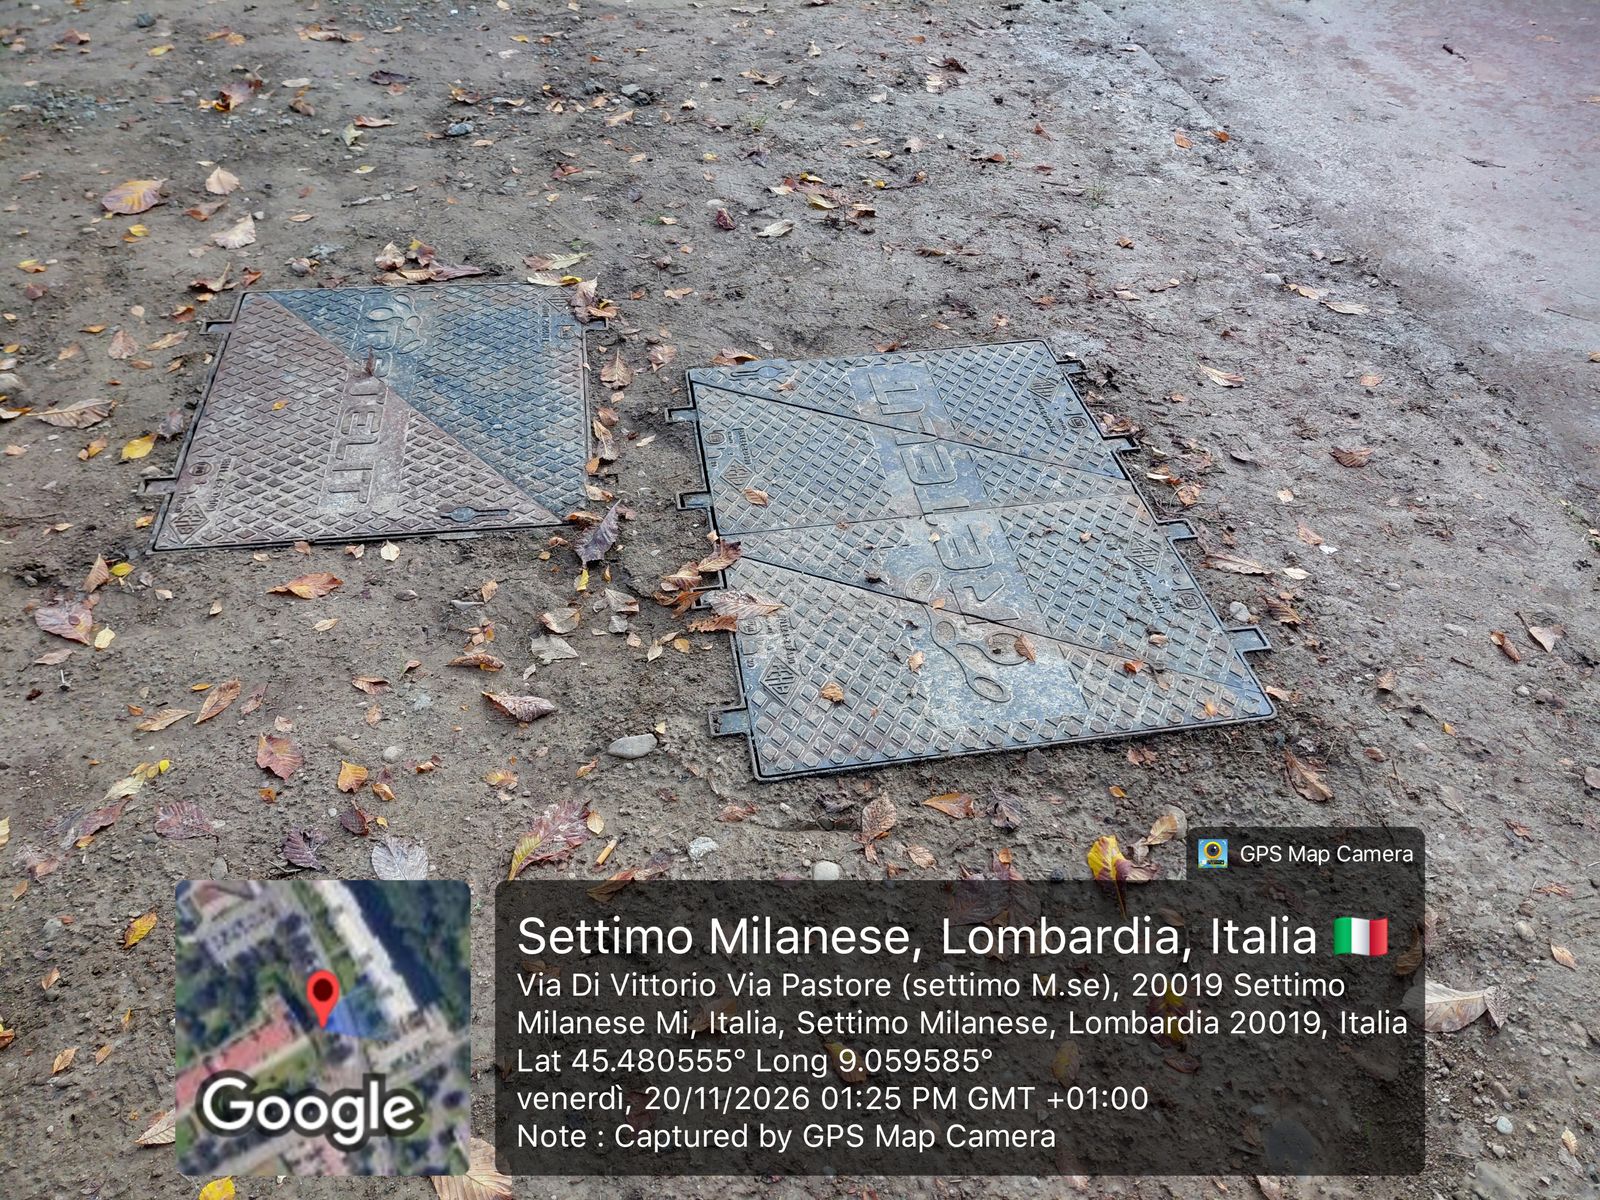 GPS Map Camera
Settimo Milanese, Lombardia, Italia
Via Di Vittorio Via Pastore (settimo M.se), 20019 Settimo
Milanese Mi, Italia, Settimo Milanese, Lombardia 20019, Italia
Lat 45.480555° Long 9.059585°
venerdì, 20/11/2026 01:25 PM GMT +01:00
Note : Captured by GPS Map Camera
Google